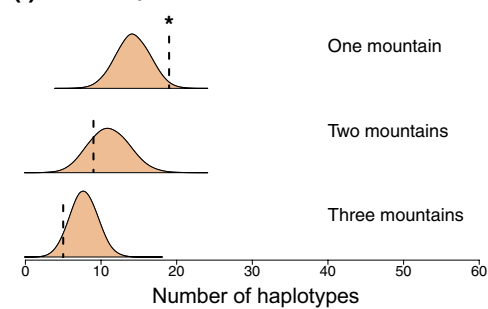 *
One mountain
Two mountains
Three mountains
0 10 20 30 40 50 60
Number of haplotypes